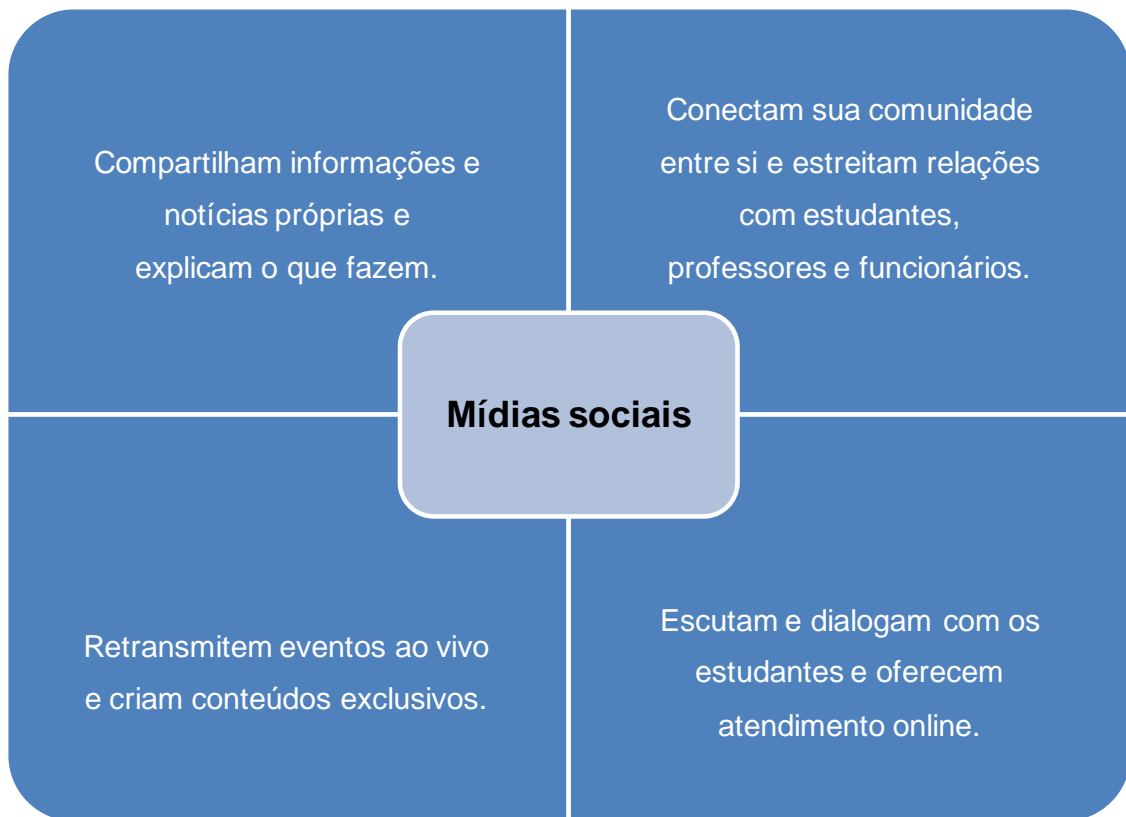 Compartilham informações e
notícias próprias e
explicam o que fazem.
Conectam sua comunidade
entre si e estreitam relações
com estudantes,
professores e funcionários.
Mídias sociais
Retransmitem eventos ao vivo
e criam conteúdos exclusivos.
Escutam e dialogam com os
estudantes e oferecem
atendimento online.